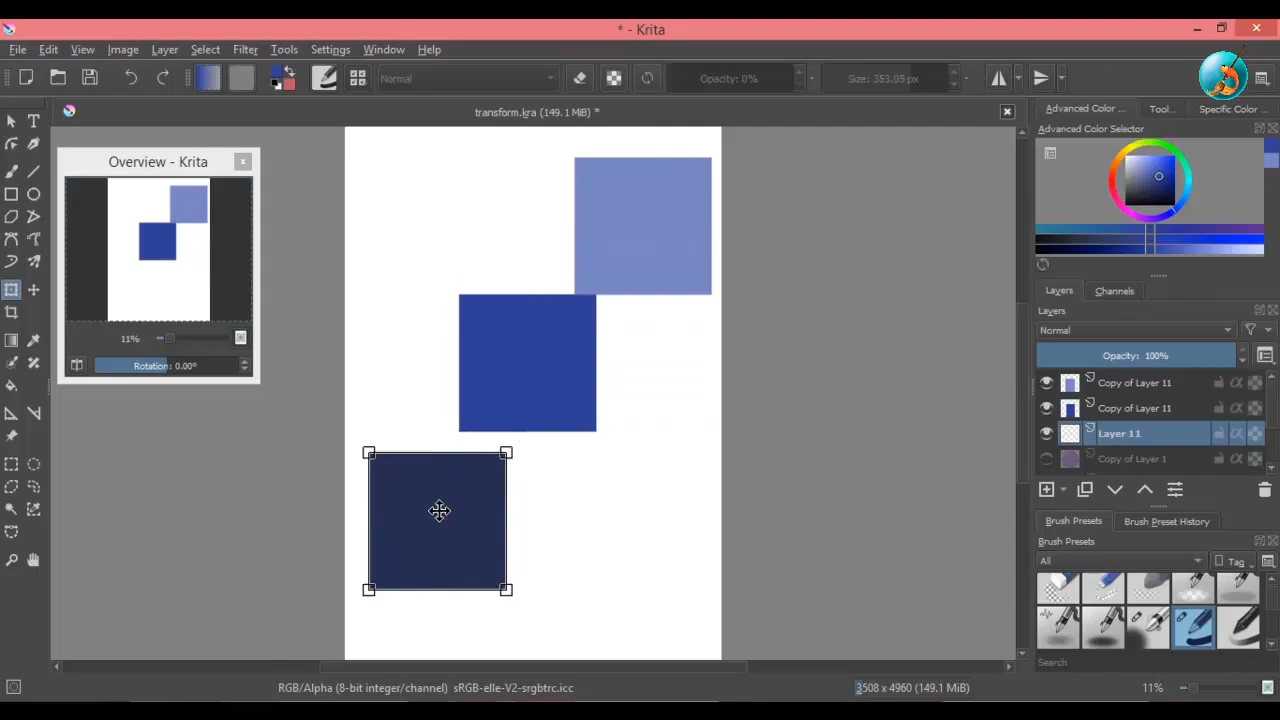 * - Krita
File Edit View Image Layer Select Filter Tools Settings Window Help
Normal Opacity: 0% Size: 353.05 px
transform.kra (149.1 MiB) *
Advanced Color ... Tool... Specific Color ...
Advanced Color Selector
Overview - Krita
11%
Rotation: 0.00°
Layers Channels
Layers
Normal
Opacity: 100%
Copy of Layer 11
Copy of Layer 11
Layer 11
Copy of Layer 1
Brush Presets Brush Preset History
Brush Presets
All Tag
Search
RGB/Alpha (8-bit integer/channel) sRGB-elle-V2-srgbtrc.icc 3508 x 4960 (149.1 MiB) 11%